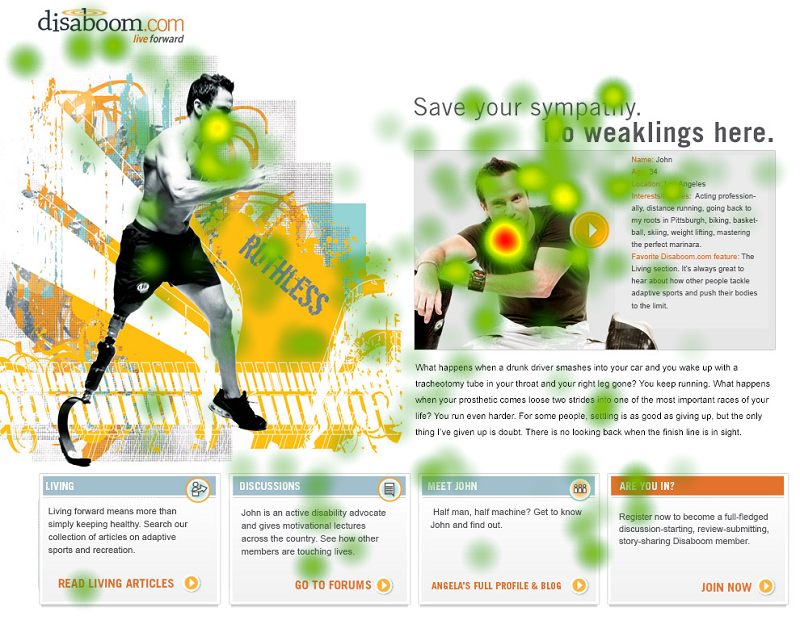 disaboom.com
live forward
Save your sympathy.
No weaklings here.
RUTHLESS
Name: John
Age: 34
Location: Angeles
Acting profession-
ally, distance running, going back to
my roots in Pittsburgh, biking, basket-
ball, skiing, weight lifting, mastering
the perfect marinara.
Favorite Disaboom.com feature: The
Living section. It's always great to
hear about how other people tackle
adaptive sports and push their bodies
to the limit.
What happens when a drunk driver smashes into your car and you wake up with a
tracheotomy tube in your throat and your right leg gone? You keep running. What happens
when your prosthetic comes loose two strides into one of the most important races of your
life? You run even harder. For some people, settling is as good as giving up, but the only
thing I've given up is doubt. There is no looking back when the finish line is in sight.
LIVING
Living forward means more than
simply keeping healthy. Search our
collection of articles on adaptive
sports and recreation.
READ LIVING ARTICLES
DISCUSSIONS
John is an active disability advocate
and gives motivational lectures
across the country. See how other
members are touching lives.
GO TO FORUMS
MEET JOHN
Half man, half machine? Get to know
John and find out.
ANGELA'S FULL PROFILE & BLOG
ARE YOU IN?
Register now to become a full-fledged
discussion-starting, review-submitting,
story-sharing Disaboom member.
JOIN NOW